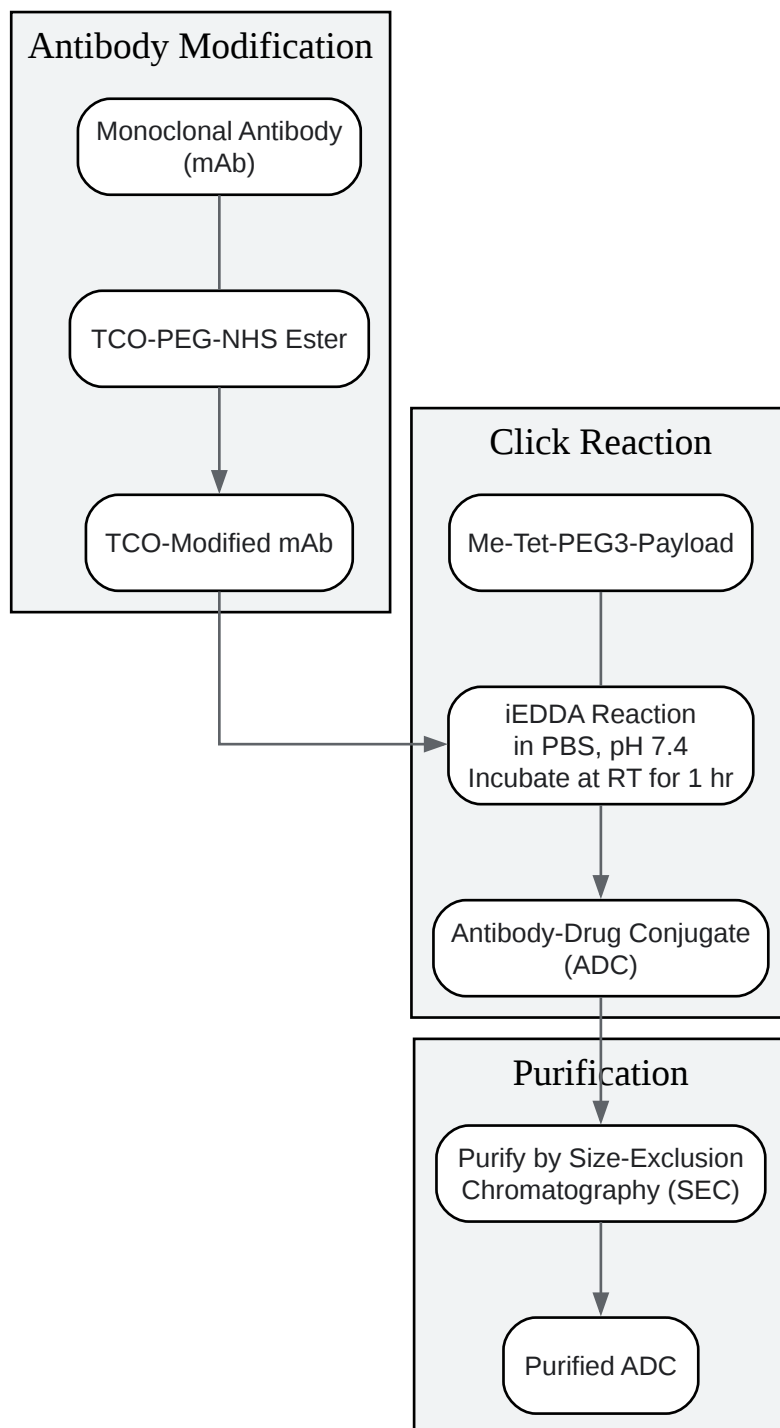 Antibody Modification
Monoclonal Antibody
(mAb)
TCO-PEG-NHS Ester
TCO-Modified mAb
Click Reaction
Me-Tet-PEG3-Payload
iEDDA Reaction
in PBS, pH 7.4
Incubate at RT for 1 hr
Antibody-Drug Conjugate
(ADC)
Purification
Purify by Size-Exclusion
Chromatography (SEC)
Purified ADC